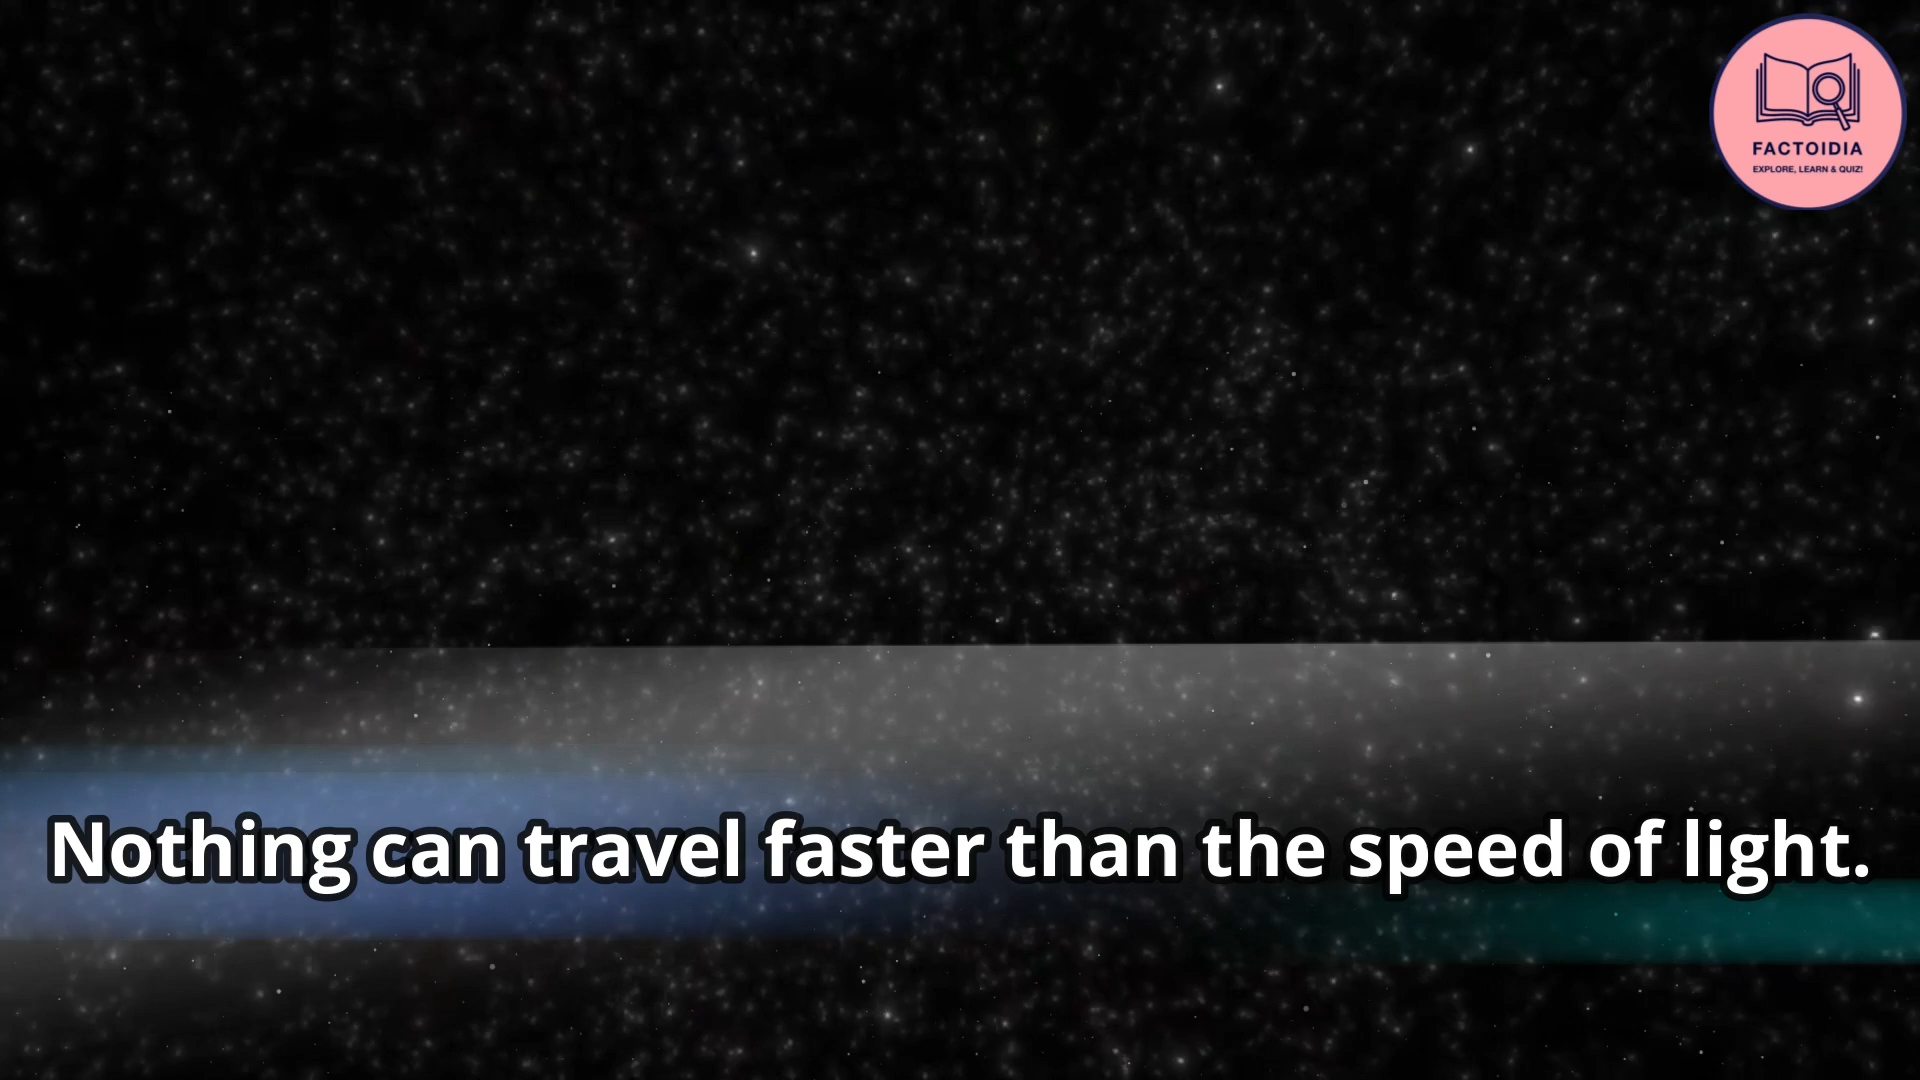 FACTOIDIA
EXPLORE, LEARN & QUIZ!
Nothing can travel faster than the speed of light.